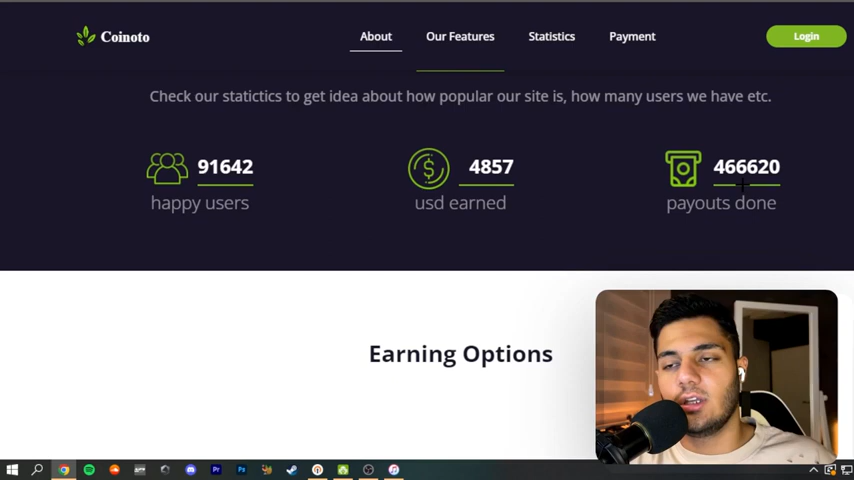 Coinoto
About Our Features Statistics Payment Login
Check our statictics to get idea about how popular our site is, how many users we have etc.
91642 4857 466620
happy users usd earned payouts done
Earning Options